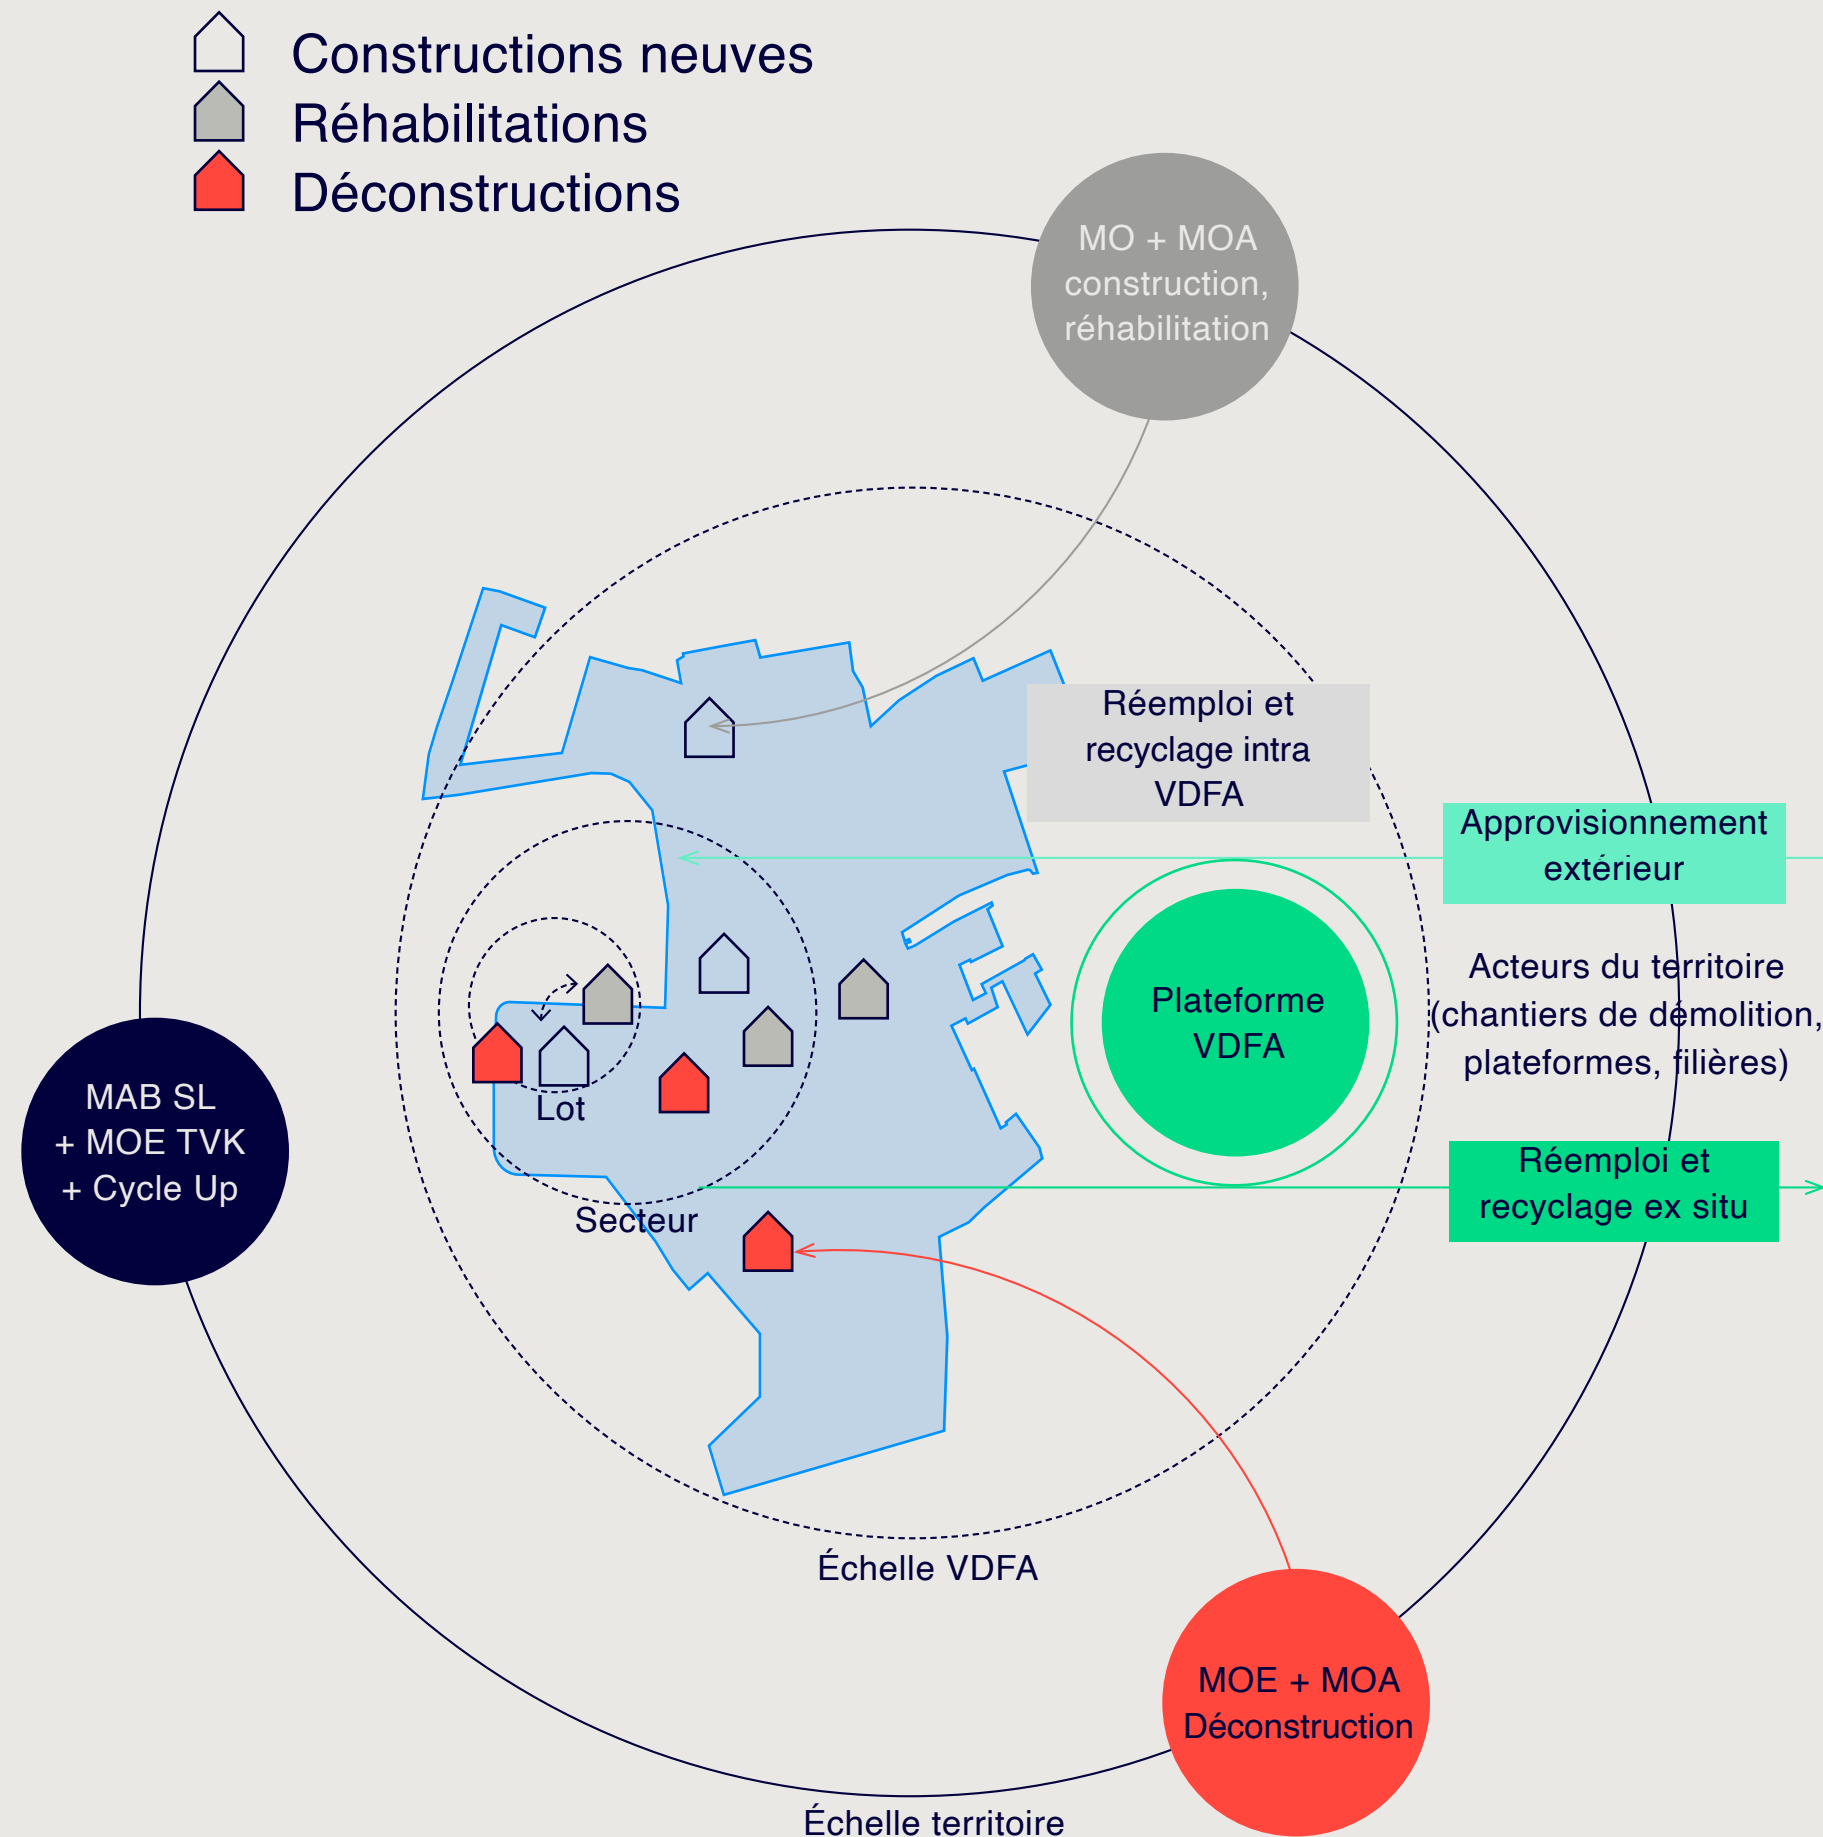 Constructions neuves
Réhabilitations
Déconstructions
MO + MOA
construction,
réhabilitation
Réemploi et
recyclage intra
VDFA
Approvisionnement
extérieur
Acteurs du territoire
(chantiers de démolition,
plateformes, filières)
Plateforme
VDFA
Réemploi et
recyclage ex situ
MAB SL
+ MOE TVK
+ Cycle Up
Lot
Secteur
Échelle VDFA
MOE + MOA
Déconstruction
Échelle territoire